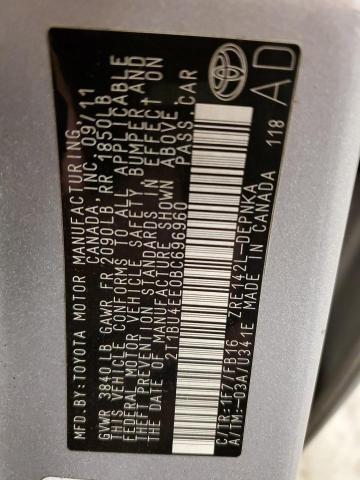 MFD.BY:TOYOTA MOTOR MANUFACTURING
CANADA, INC. 09/11
GVWR 3840LB GAWR FR 2090LB RR 1850LB
THIS VEHICLE CONFORMS TO ALL APPLICABLE
FEDERAL MOTOR VEHICLE SAFETY, BUMPER, AND
THEFT PREVENTION STANDARDS IN EFFECT ON
THE DATE OF MANUFACTURE SHOWN ABOVE.
2T1BU4EE0BC696960 PASS.CAR
C/TR:1F7/FB16 ZRE142L-DEPNKA
A/TM:-03A/U341E MADE IN CANADA
118
AD